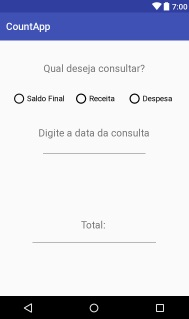 7:00
CountApp
Qual deseja consultar?
Saldo Final Receita Despesa
Digite a data da consulta
Total: